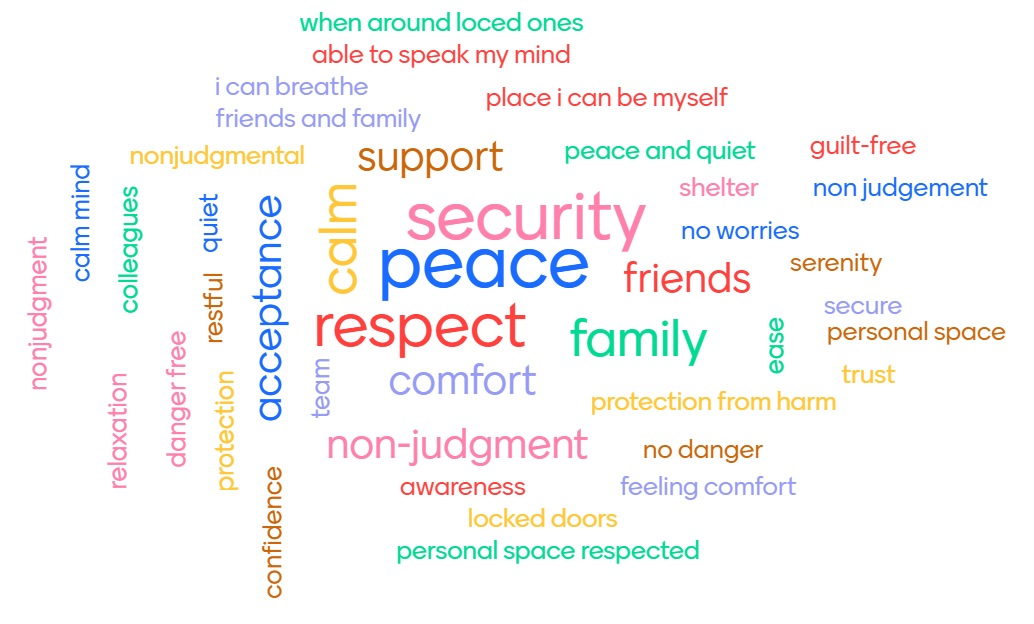 when around loced ones
able to speak my mind
i can breathe
place i can be myself
friends and family
nonjudgmental
support
peace and quiet
guilt-free
calm mind
colleagues
quiet
acceptance
calm
security
shelter
non judgement
no worries
peace
friends
serenity
nonjudgment
restful
respect
family
ease
secure
personal space
danger free
team
comfort
trust
relaxation
protection
protection from harm
non-judgment
no danger
confidence
awareness
feeling comfort
locked doors
personal space respected